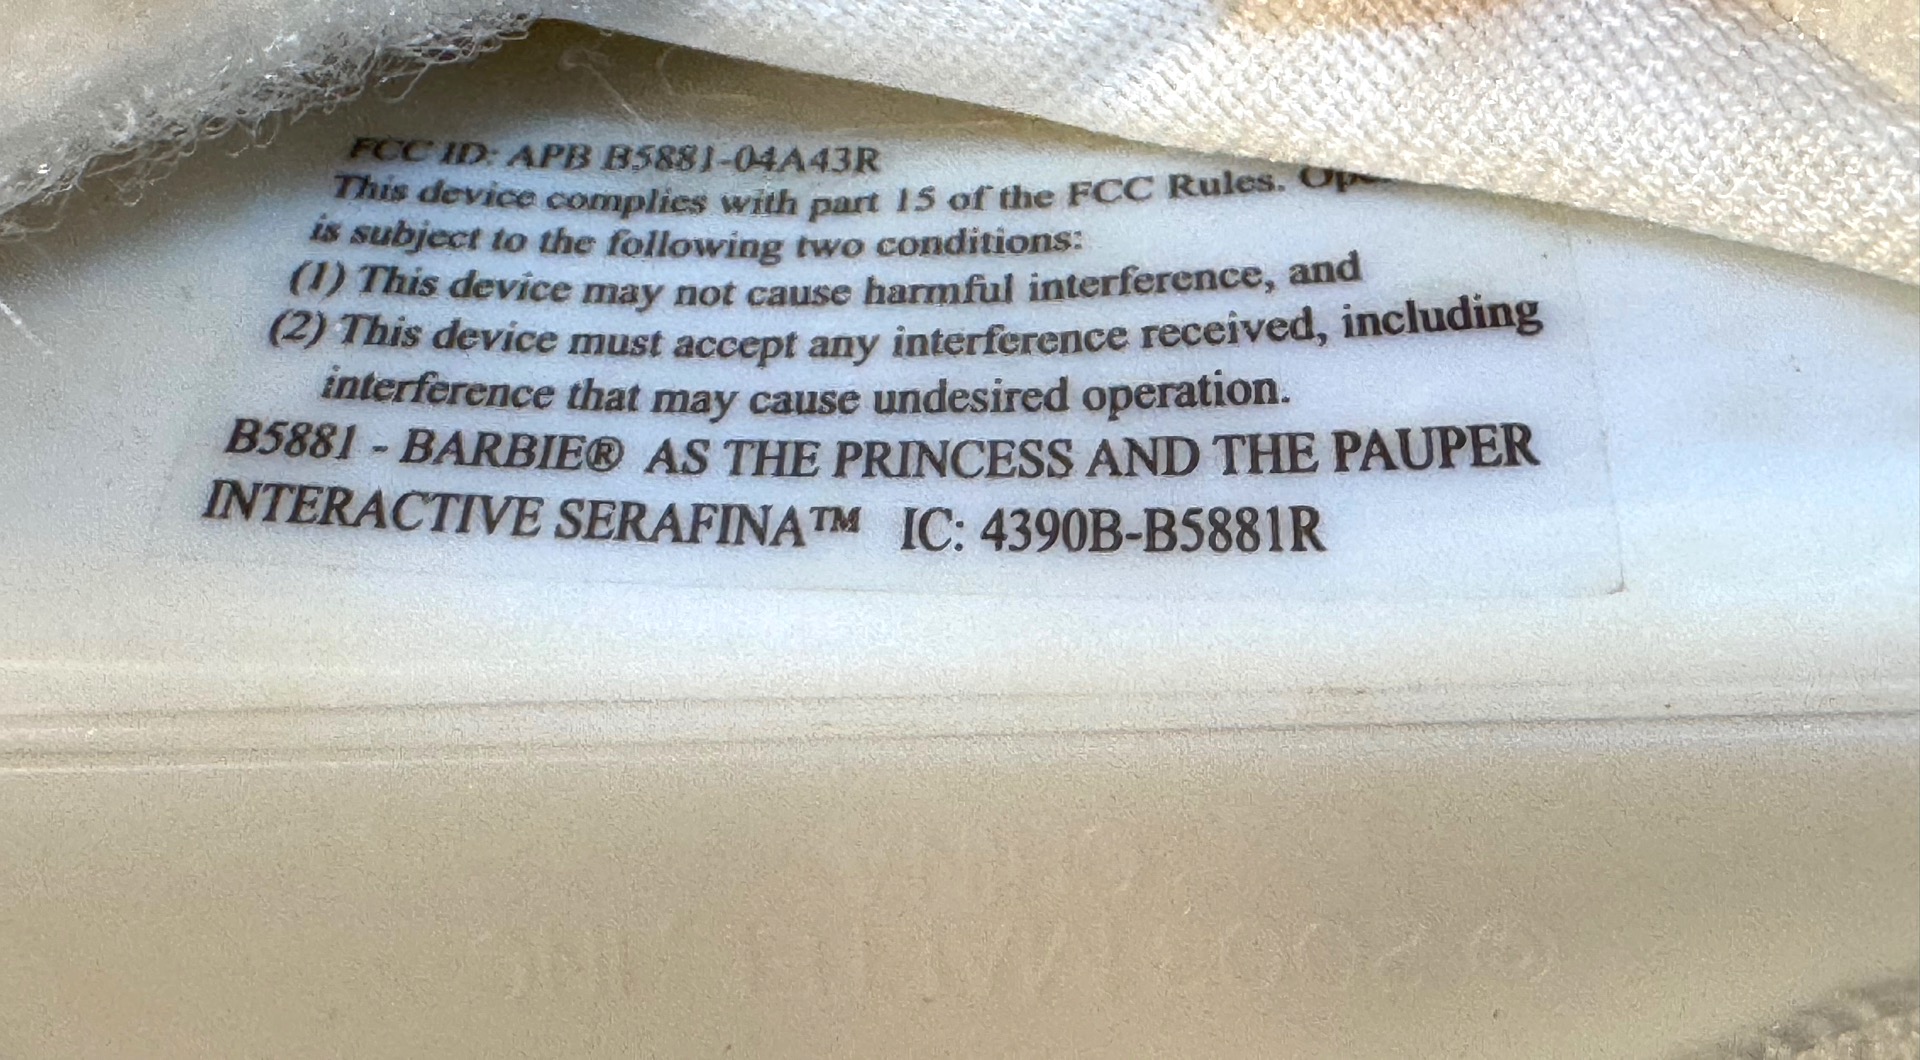 FCC ID: APB B5881-04A43R
This device complies with part 15 of the FCC Rules.
is subject to the following two conditions:
(1) This device may not cause harmful interference, and
(2) This device must accept any interference received, including
interference that may cause undesired operation.
B5881 - BARBIE® AS THE PRINCESS AND THE PAUPER
INTERACTIVE SERAFINA™ IC: 4390B-B5881R